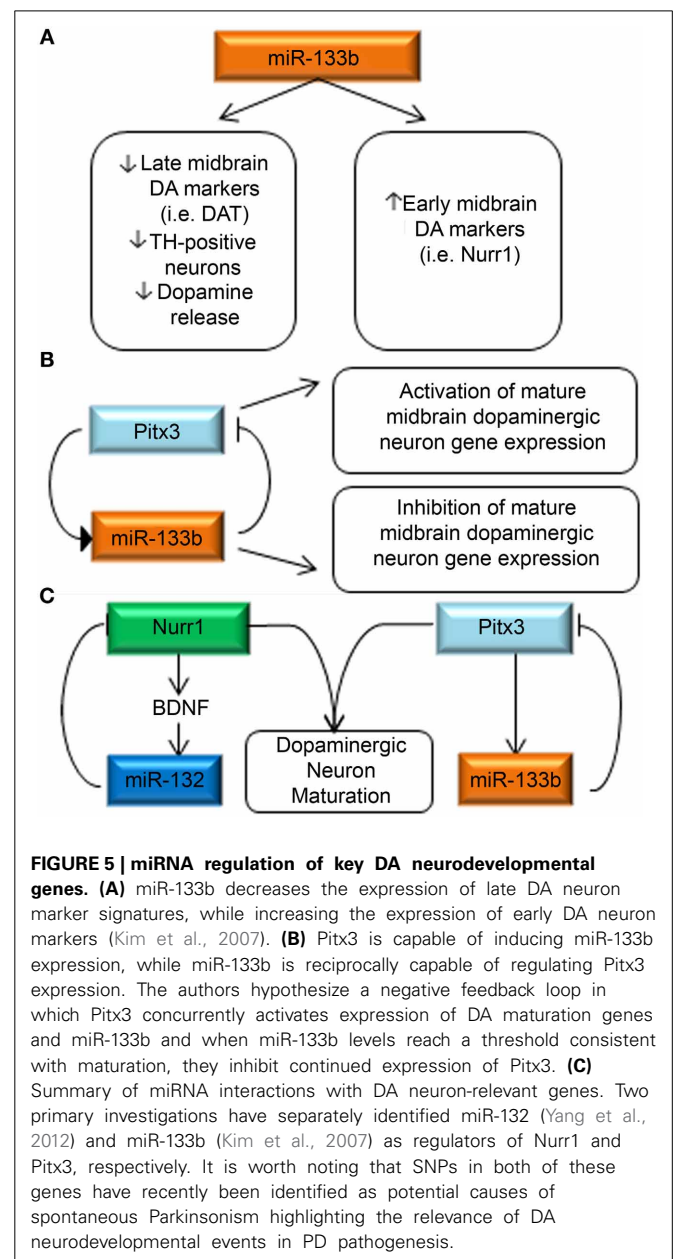 A
miR-133b
↓ Late midbrain
DA markers
(i.e. DAT)
↓ TH-positive
neurons
↓ Dopamine
release
↑Early midbrain
DA markers
(i.e. Nurr1)
B
Pitx3
miR-133b
Activation of mature
midbrain dopaminergic
neuron gene expression
Inhibition of mature
midbrain dopaminergic
neuron gene expression
C
Nurr1
BDNF
miR-132
Dopaminergic
Neuron
Maturation
Pitx3
miR-133b
FIGURE 5 | miRNA regulation of key DA neurodevelopmental
genes. (A) miR-133b decreases the expression of late DA neuron
marker signatures, while increasing the expression of early DA neuron
markers (Kim et al., 2007). (B) Pitx3 is capable of inducing miR-133b
expression, while miR-133b is reciprocally capable of regulating Pitx3
expression. The authors hypothesize a negative feedback loop in
which Pitx3 concurrently activates expression of DA maturation genes
and miR-133b and when miR-133b levels reach a threshold consistent
with maturation, they inhibit continued expression of Pitx3. (C)
Summary of miRNA interactions with DA neuron-relevant genes. Two
primary investigations have separately identified miR-132 (Yang et al.,
2012) and miR-133b (Kim et al., 2007) as regulators of Nurr1 and
Pitx3, respectively. It is worth noting that SNPs in both of these
genes have recently been identified as potential causes of
spontaneous Parkinsonism highlighting the relevance of DA
neurodevelopmental events in PD pathogenesis.